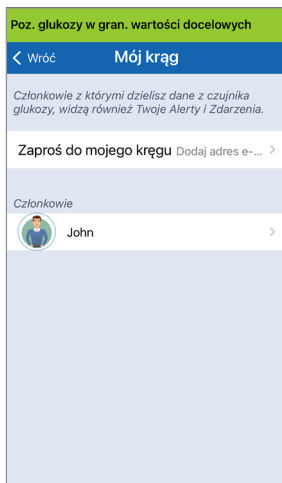 Poz. glukozy w gran. wartości docelowych
Wróć Mój krąg
Członkowie z którymi dzielisz dane z czujnika
glukozy, widzą również Twoje Alerty i Zdarzenia.
Zaproś do mojego kręgu Dodaj adres e-...
Członkowie
John